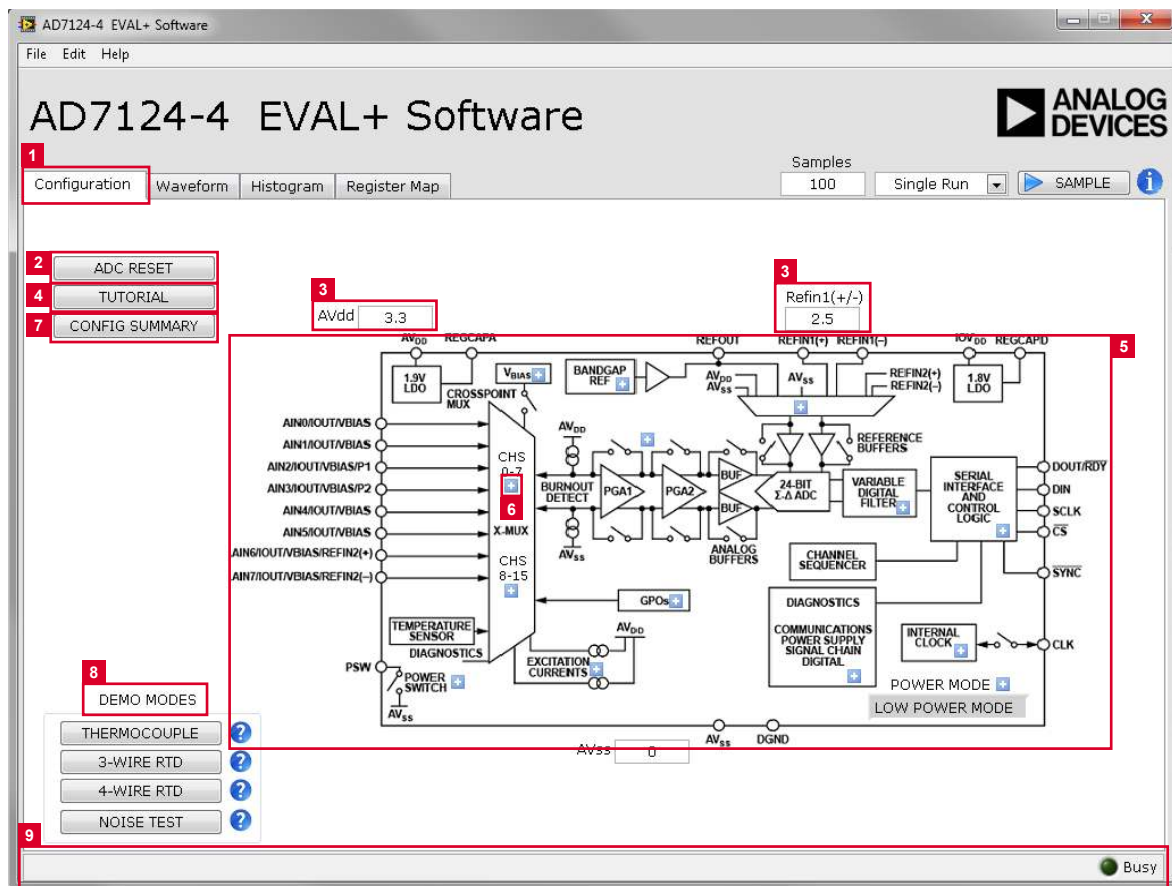 AD7124-4 EVAL+ Software
File Edit Help
AD7124-4 EVAL+ Software
ANALOG
DEVICES
1
Configuration
Waveform
Histogram
Register Map
Samples
100
Single Run
SAMPLE
i
2
ADC RESET
4
TUTORIAL
7
CONFIG SUMMARY
3
AVdd 3.3
3
Refin1(+/-)
2.5
5
AVDD
REGCAPA
REFOUT
REFIN1(+)
REFIN1(–)
IOVDD
REGCAPD
1.9V
LDO
CROSSPOINT
MUX
VBIAS
BANDGAP
REF
AVDD
AVSS
AVSS
REFIN2(+)
REFIN2(–)
1.8V
LDO
REFERENCE
BUFFERS
AIN0/IOUT/VBIAS
AIN1/IOUT/VBIAS
AIN2/IOUT/VBIAS/P1
AIN3/IOUT/VBIAS/P2
AIN4/IOUT/VBIAS
AIN5/IOUT/VBIAS
AIN6/IOUT/VBIAS/REFIN2(+)
AIN7/IOUT/VBIAS/REFIN2(–)
CHS
0-7
6
X-MUX
CHS
8-15
AVDD
BURNOUT
DETECT
AVSS
PGA1
PGA2
BUF
BUF
ANALOG
BUFFERS
24-BIT
Σ-Δ ADC
VARIABLE
DIGITAL
FILTER
SERIAL
INTERFACE
AND
CONTROL
LOGIC
DOUT/RDY
DIN
SCLK
CS
SYNC
CLK
CHANNEL
SEQUENCER
GPOs
DIAGNOSTICS
COMMUNICATIONS
POWER SUPPLY
SIGNAL CHAIN
DIGITAL
INTERNAL
CLOCK
TEMPERATURE
SENSOR
DIAGNOSTICS
AVDD
EXCITATION
CURRENTS
PSW
POWER
SWITCH
AVSS
POWER MODE
LOW POWER MODE
AVSS
DGND
AVss 0
8
DEMO MODES
THERMOCOUPLE ?
3-WIRE RTD ?
4-WIRE RTD ?
NOISE TEST ?
9
Busy